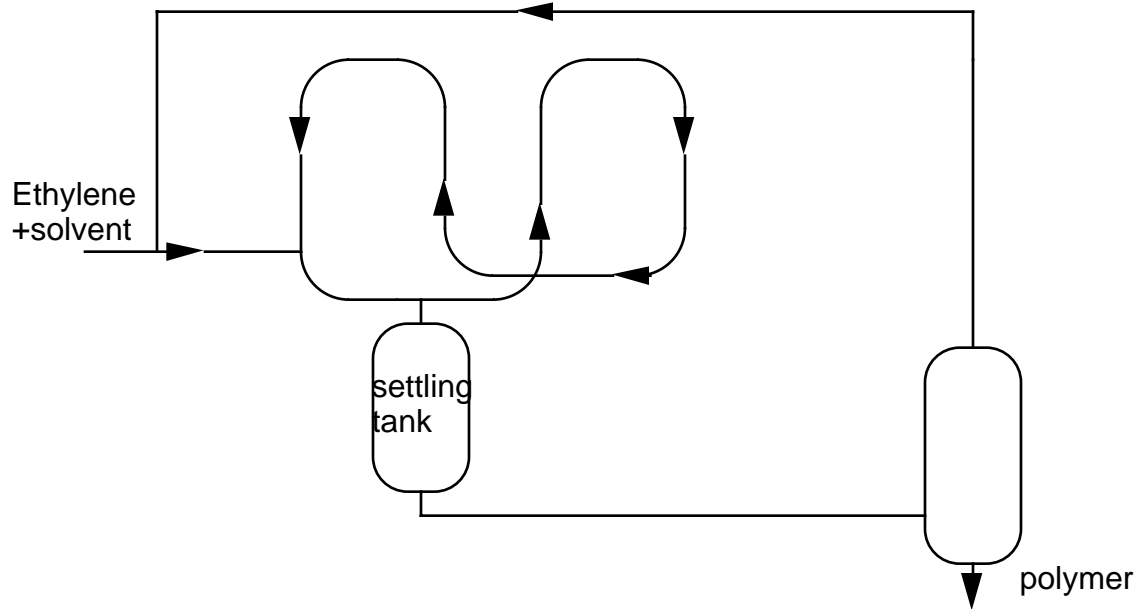 Ethylene
+solvent
settling
tank
polymer